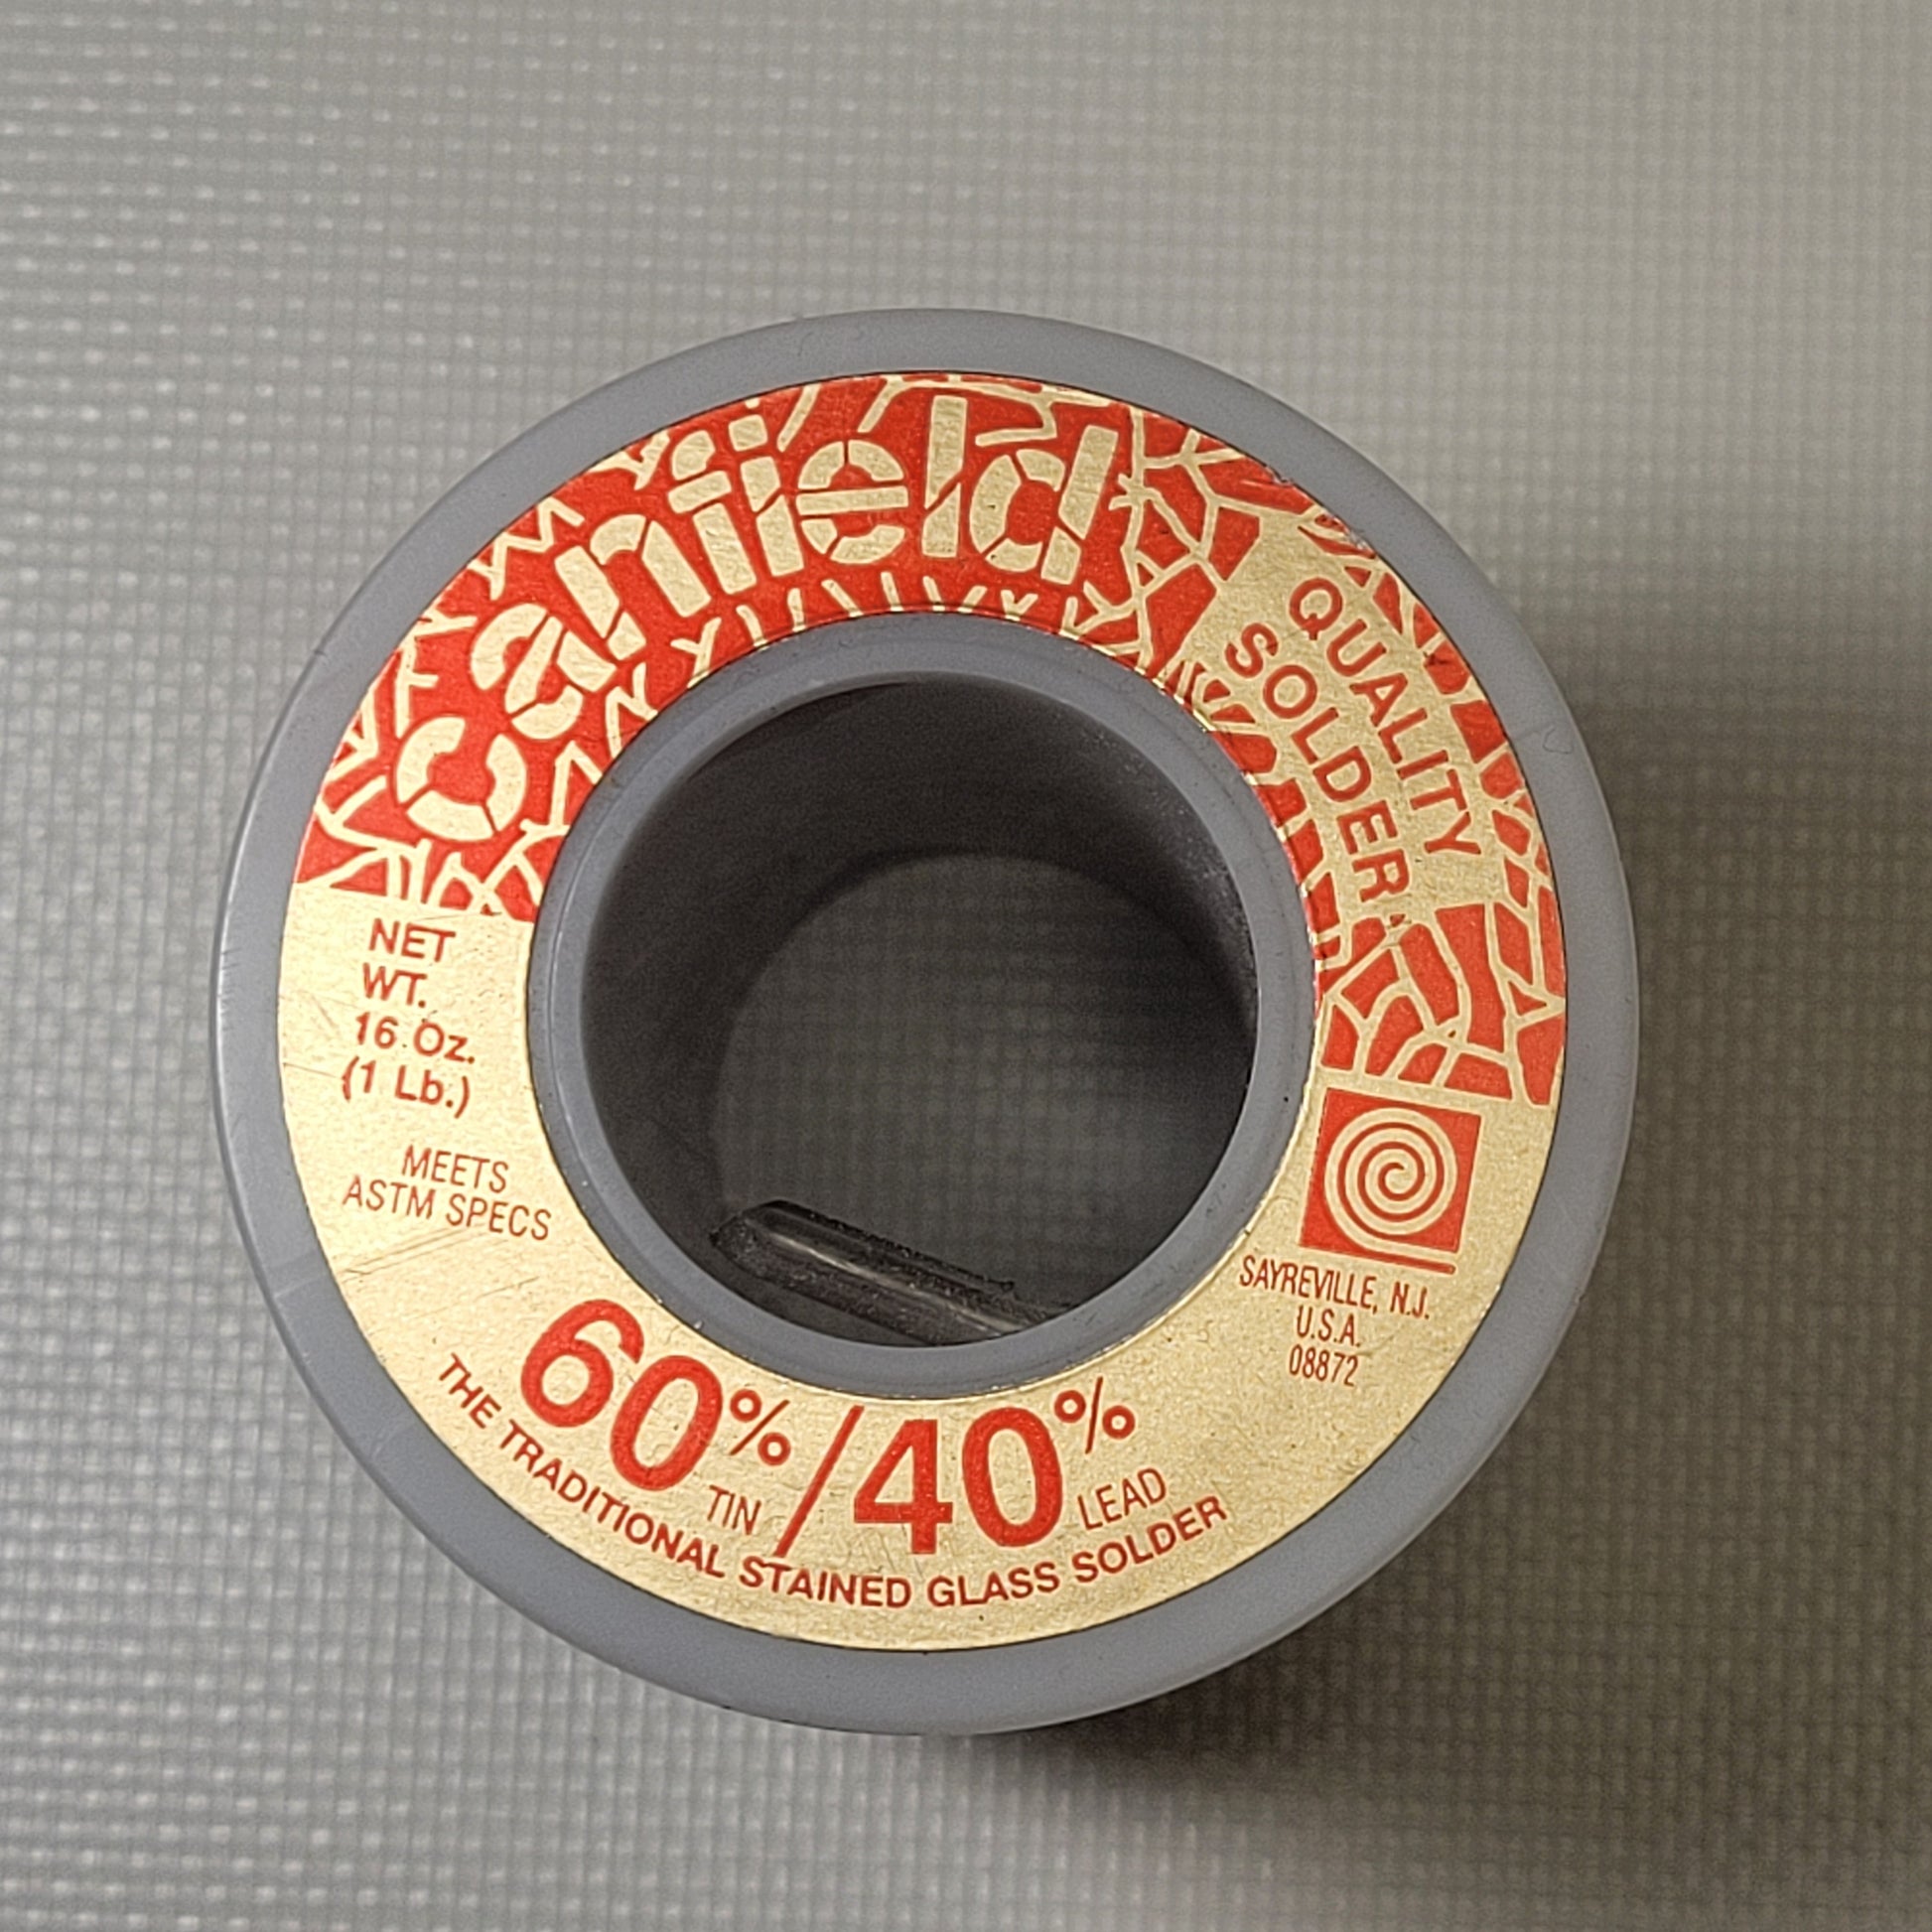 canfield
QUALITY
SOLDER
NET
WT.
16 Oz.
(1 Lb.)
MEETS
ASTM SPECS
60% TIN / 40% LEAD
THE TRADITIONAL STAINED GLASS SOLDER
SAYREVILLE, N.J.
U.S.A.
08872